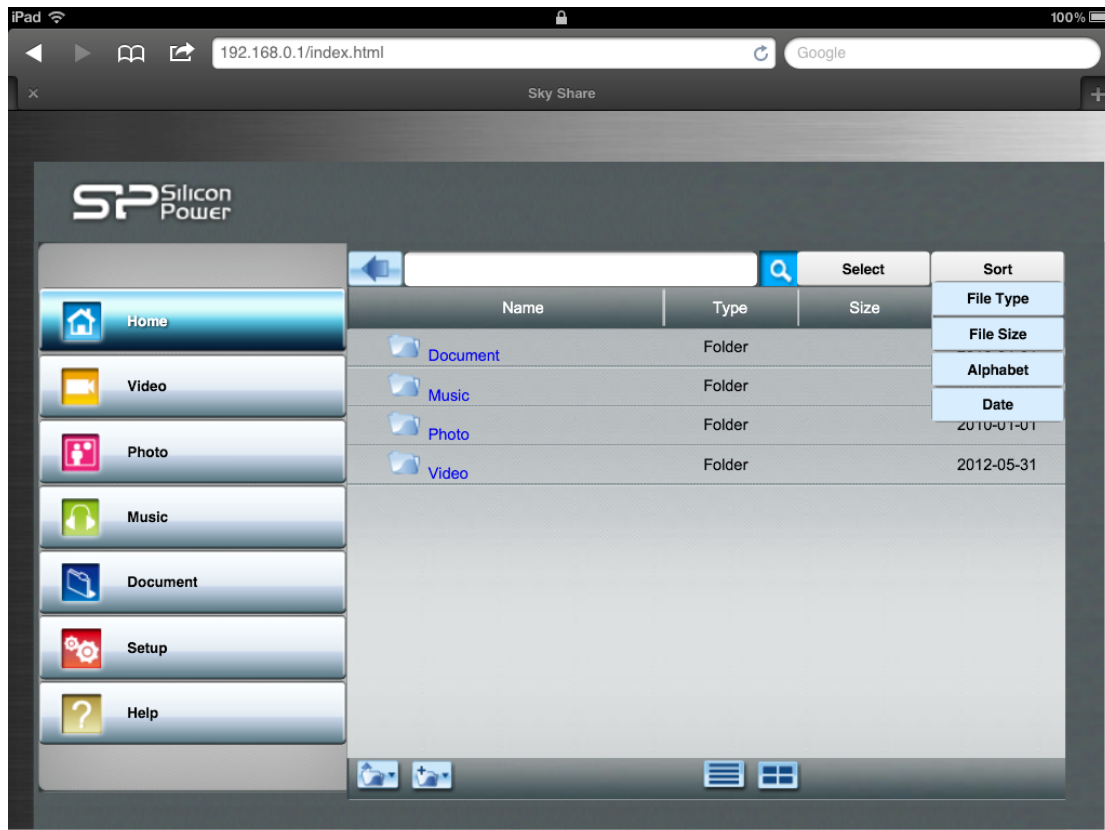 iPad 100%
192.168.0.1/index.html Google
Sky Share
SP Silicon
Power
Select Sort
Name Type Size File Type
Home
File Size
Document Folder
Alphabet
Video
Music Folder
Date
Photo Folder 2010-01-01
Photo
Video Folder 2012-05-31
Music
Document
Setup
Help